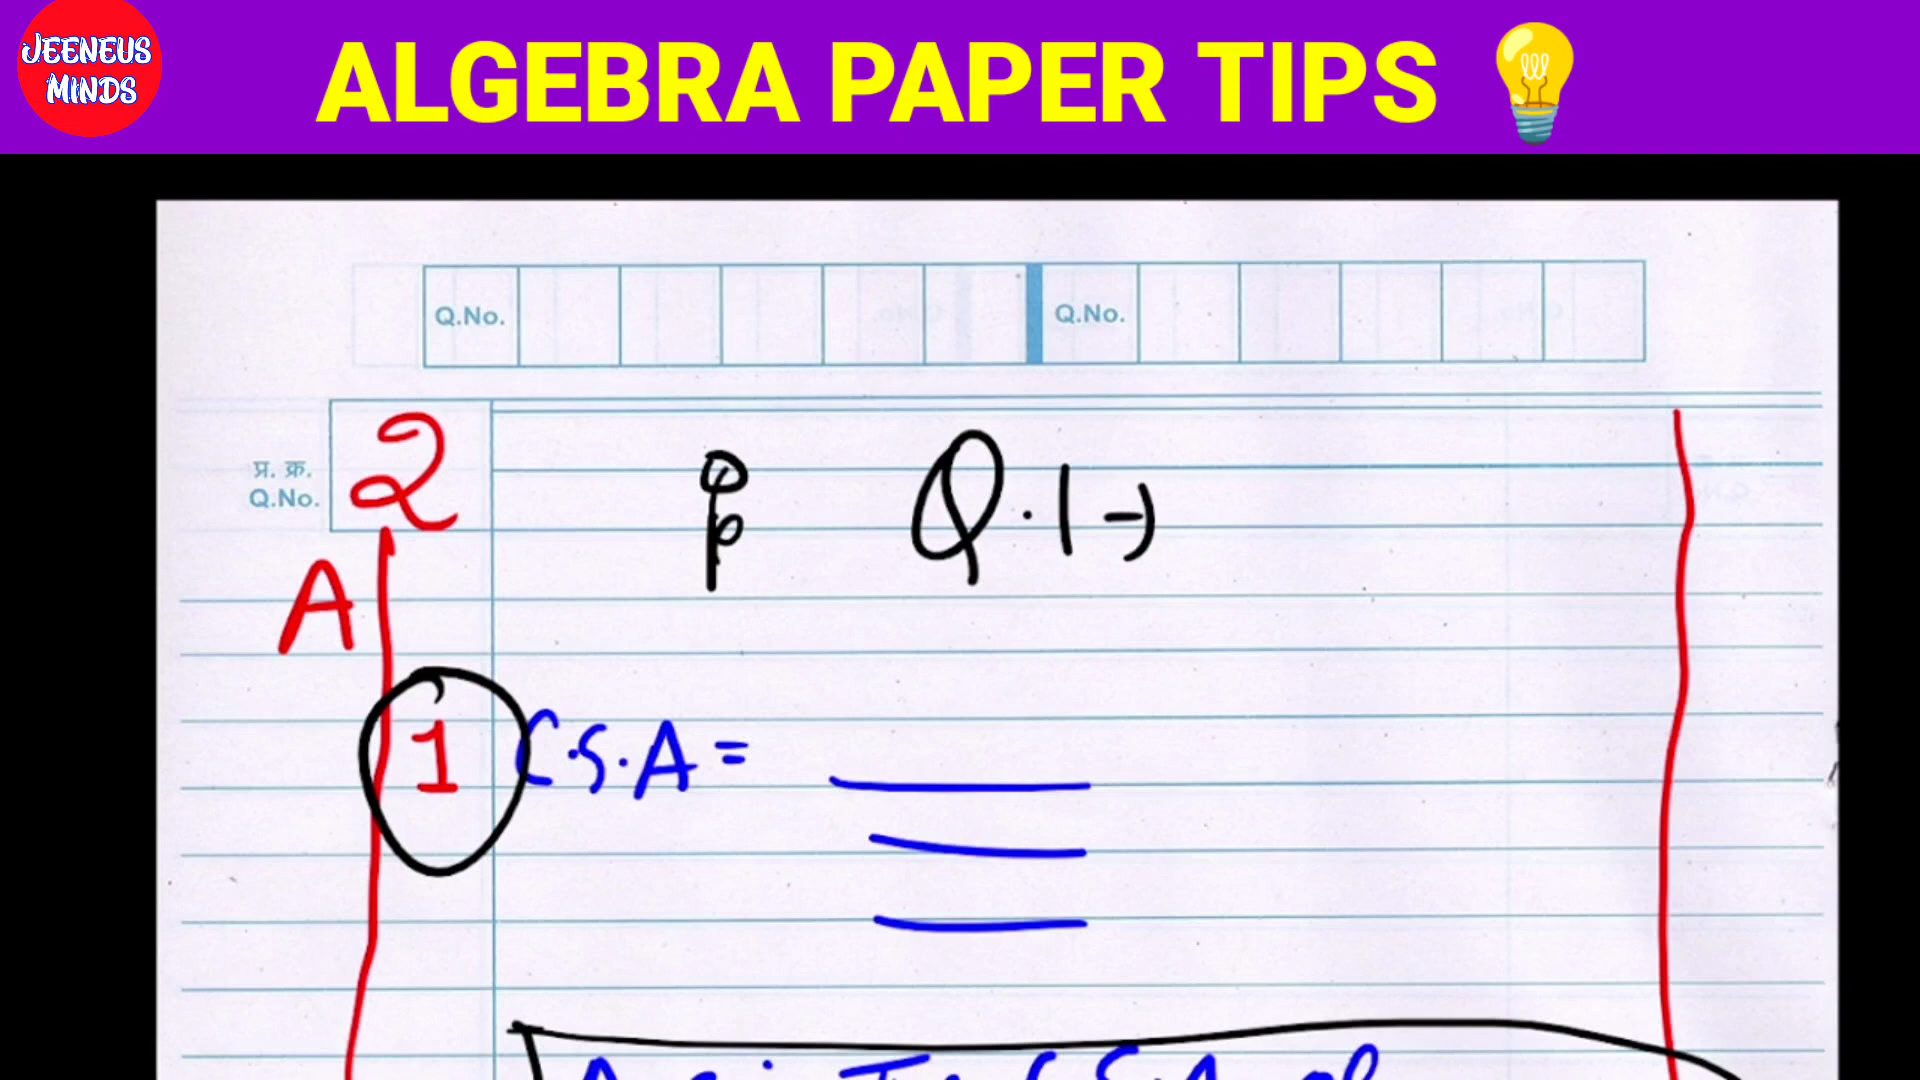 JEENEUS
MINDS
ALGEBRA PAPER TIPS
Q.No.
Q.No.
प्र. क्र.
Q.No.
2
Q.1
A
1
C.S.A =